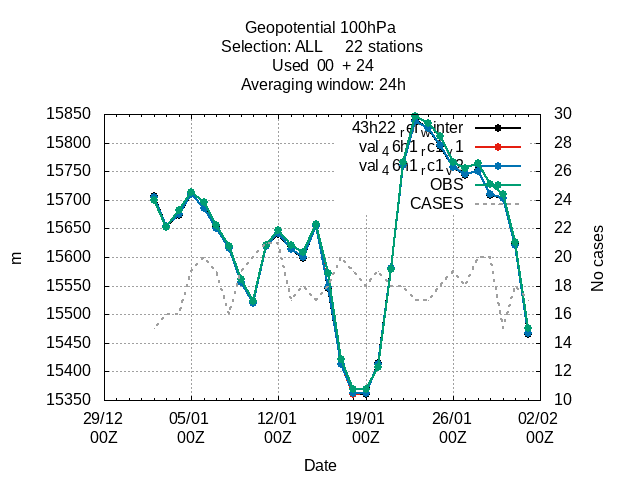 Geopotential 100hPa
Selection: ALL 22 stations
Used 00 + 24
Averaging window: 24h
15850
15800
15750
15700
15650
15600
15550
15500
15450
15400
15350
m
30
28
26
24
22
20
18
16
14
12
10
No cases
43h22_ref_winter
val_46h1_rc1_v1
val_46h1_rc1_v2
OBS
CASES
29/12 05/01 12/01 19/01 26/01 02/02
00Z 00Z 00Z 00Z 00Z 00Z
Date